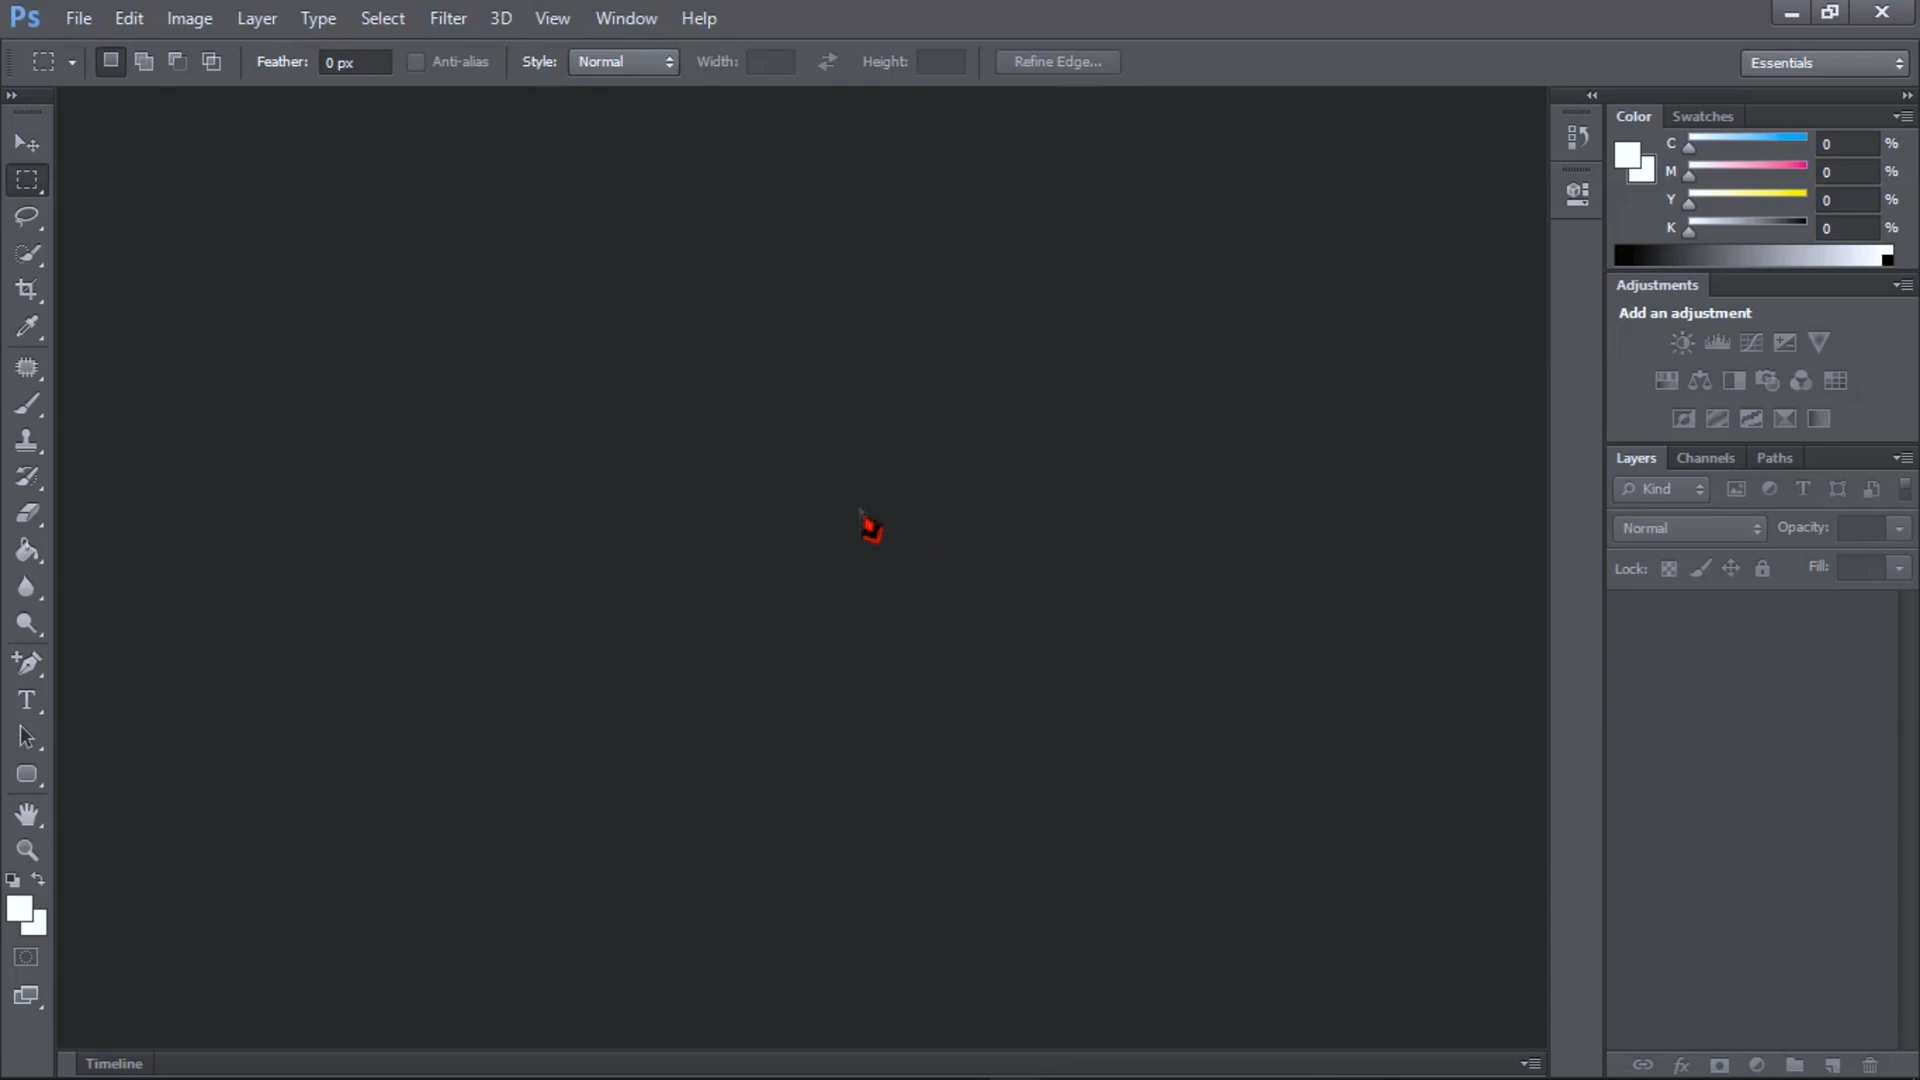 Ps File Edit Image Layer Type Select Filter 3D View Window Help
Feather: 0 px Anti-alias Style: Normal Width: Height: Refine Edge... Essentials
Color Swatches
C 0 %
M 0 %
Y 0 %
K 0 %
Adjustments
Add an adjustment
Layers Channels Paths
Kind T
Normal Opacity:
Lock: Fill:
T
fx
Timeline